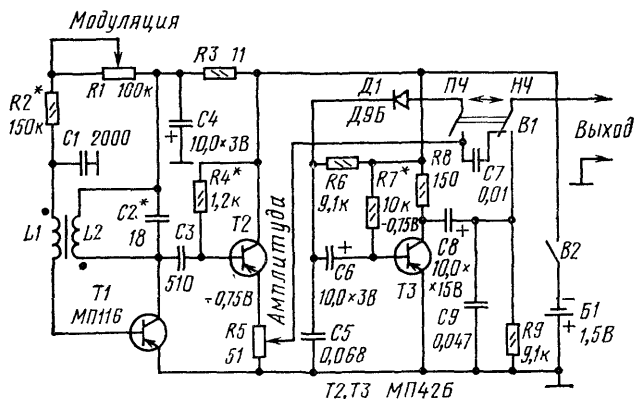 Модуляция
R1 100к
R2*
150к
R3 11
C1 2000
C4
10,0×3В
R4*
1,2к
L1
L2
C2*
18
C3
510
T1
МП116
T2
-0,75В
R5
51
Амплитуда
Д1
Д9Б
ПЧ
НЧ
В1
Выход
R6
9,1к
R7*
10к
-0,75В
R8
150
C7
0,01
C6
10,0×3В
T3
C8
10,0×
×15В
C5
0,068
C9
0,047
R9
9,1к
В2
Б1
1,5В
T2,T3 МП42Б